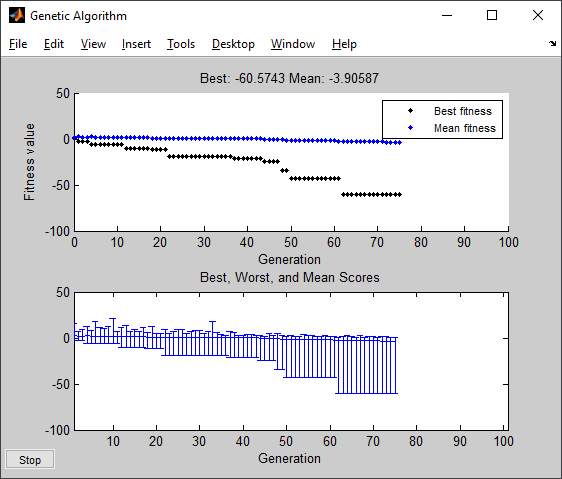 Genetic Algorithm
File Edit View Insert Tools Desktop Window Help
Best: -60.5743 Mean: -3.90587
50
0
-50
-100
Fitness value
Best fitness
Mean fitness
0 10 20 30 40 50 60 70 80 90 100
Generation
Best, Worst, and Mean Scores
50
0
-50
-100
10 20 30 40 50 60 70 80 90 100
Generation
Stop